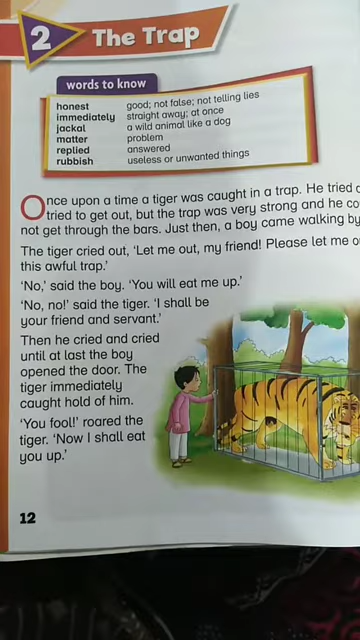 2 The Trap
words to know
honest good; not false; not telling lies
immediately straight away; at once
jackal a wild animal like a dog
matter problem
replied answered
rubbish useless or unwanted things
Once upon a time a tiger was caught in a trap. He tried
tried to get out, but the trap was very strong and he
not get through the bars. Just then, a boy came walking by
The tiger cried out, 'Let me out, my friend! Please let me
this awful trap.'
'No,' said the boy. 'You will eat me up.'
'No, no!' said the tiger. 'I shall be
your friend and servant.'
Then he cried and cried
until at last the boy
opened the door. The
tiger immediately
caught hold of him.
'You fool!' roared the
tiger. 'Now I shall eat
you up.'
12